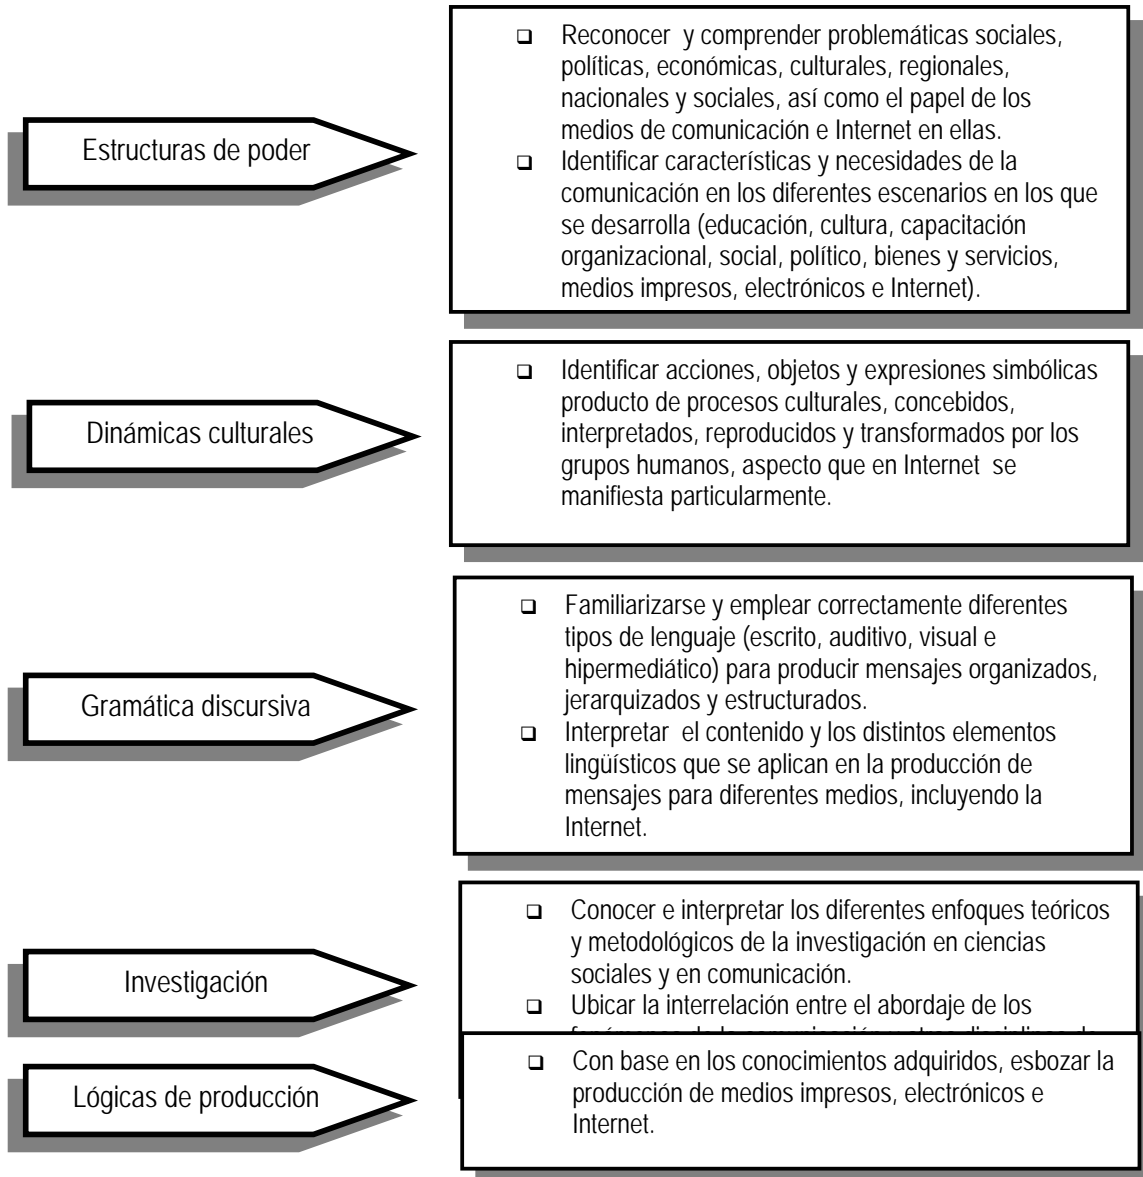 Estructuras de poder
❑ Reconocer y comprender problemáticas sociales,
políticas, económicas, culturales, regionales,
nacionales y sociales, así como el papel de los
medios de comunicación e Internet en ellas.
❑ Identificar características y necesidades de la
comunicación en los diferentes escenarios en los que
se desarrolla (educación, cultura, capacitación
organizacional, social, político, bienes y servicios,
medios impresos, electrónicos e Internet).
Dinámicas culturales
❑ Identificar acciones, objetos y expresiones simbólicas
producto de procesos culturales, concebidos,
interpretados, reproducidos y transformados por los
grupos humanos, aspecto que en Internet se
manifiesta particularmente.
Gramática discursiva
❑ Familiarizarse y emplear correctamente diferentes
tipos de lenguaje (escrito, auditivo, visual e
hipermediático) para producir mensajes organizados,
jerarquizados y estructurados.
❑ Interpretar el contenido y los distintos elementos
lingüísticos que se aplican en la producción de
mensajes para diferentes medios, incluyendo la
Internet.
Investigación
❑ Conocer e interpretar los diferentes enfoques teóricos
y metodológicos de la investigación en ciencias
sociales y en comunicación.
❑ Ubicar la interrelación entre el abordaje de los
Lógicas de producción
❑ Con base en los conocimientos adquiridos, esbozar la
producción de medios impresos, electrónicos e
Internet.